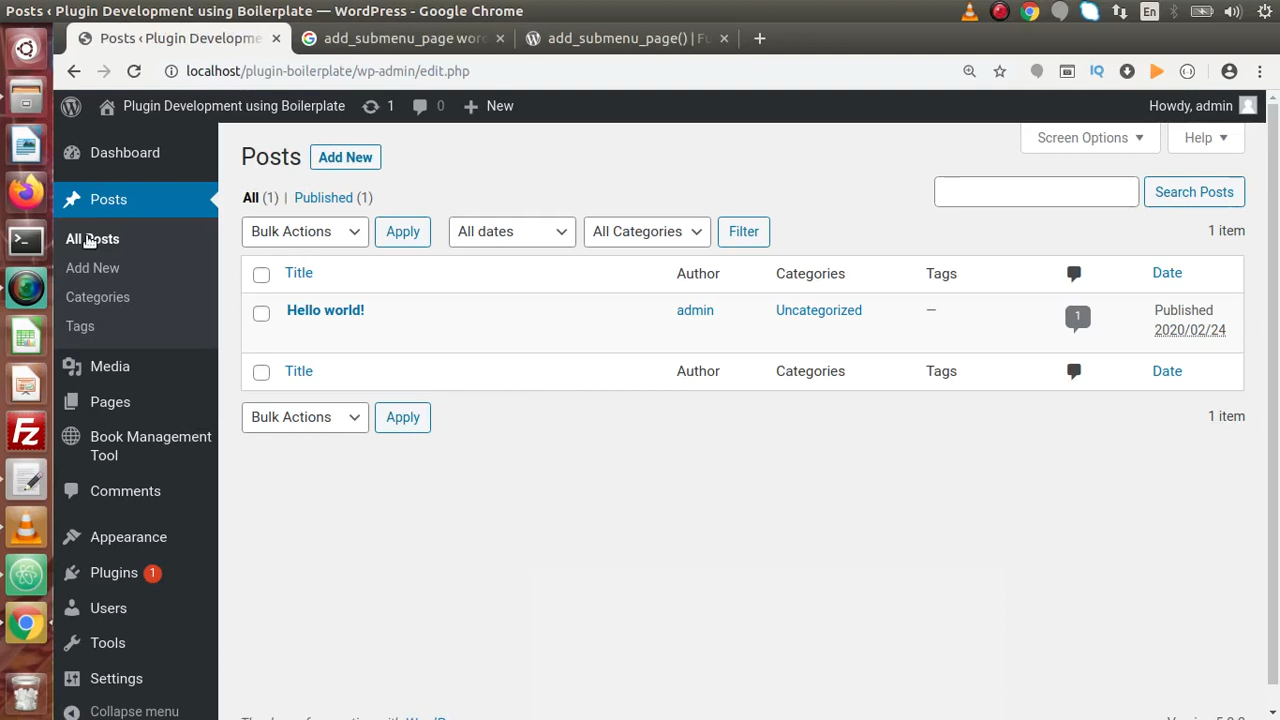 Posts ‹ Plugin Development using Boilerplate — WordPress - Google Chrome
En
Posts ‹ Plugin Developme
add_submenu_page wor
add_submenu_page() | Fu
localhost/plugin-boilerplate/wp-admin/edit.php
IQ
Plugin Development using Boilerplate 1 0 New
Howdy, admin
Dashboard
Posts
All Posts
Add New
Categories
Tags
Media
Pages
Book Management
Tool
Comments
Appearance
Plugins 1
Users
Tools
Settings
Collapse menu
Screen Options
Help
Posts Add New
All (1) | Published (1)
Search Posts
Bulk Actions Apply All dates All Categories Filter 1 item
Title Author Categories Tags Date
Hello world! admin Uncategorized — 1 Published
2020/02/24
Title Author Categories Tags Date
Bulk Actions Apply 1 item